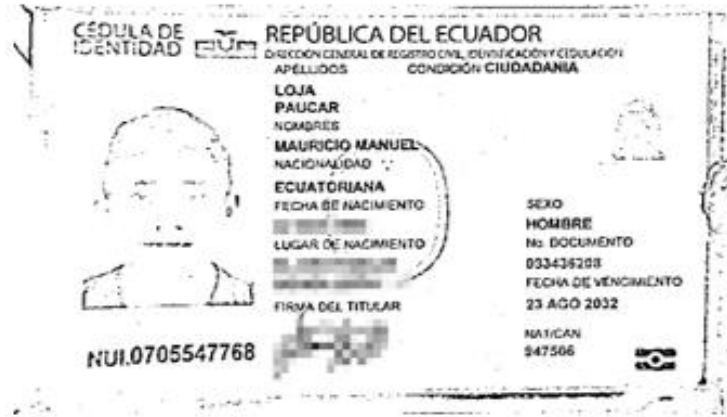 CÉDULA DE IDENTIDAD
REPÚBLICA DEL ECUADOR
DIRECCIÓN GENERAL DE REGISTRO CIVIL, IDENTIFICACIÓN Y CEDULACIÓN
APELLIDOS
CONDICIÓN CIUDADANIA
LOJA
PAUCAR
NOMBRES
MAURICIO MANUEL
NACIONALIDAD
ECUATORIANA
FECHA DE NACIMIENTO
LUGAR DE NACIMIENTO
FIRMA DEL TITULAR
SEXO
HOMBRE
No. DOCUMENTO
033436208
FECHA DE VENCIMIENTO
23 AGO 2032
NAT/CAN
947506
NUI.0705547768